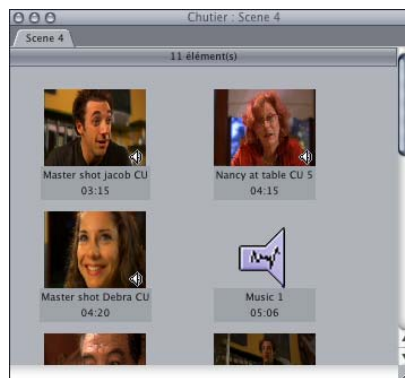 Chutier : Scene 4
Scene 4
11 élément(s)
Master shot jacob CU
03:15
Nancy at table CU 5
04:15
Master shot Debra CU
04:20
Music 1
05:06